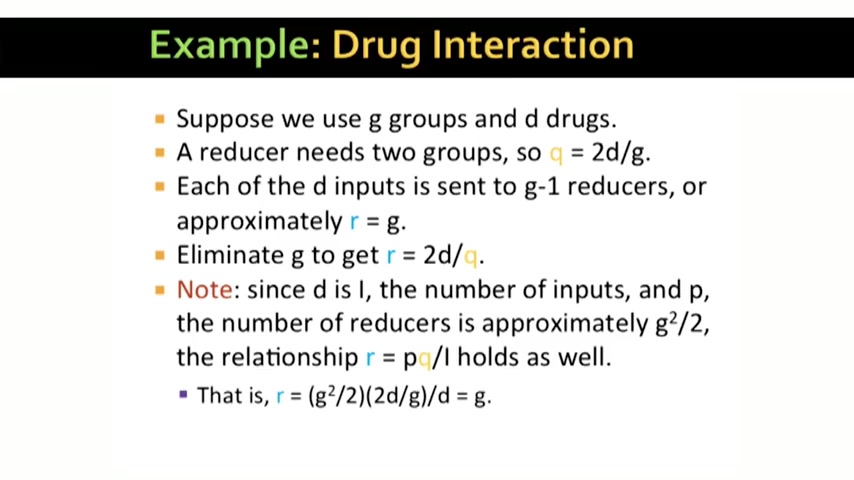 Example: Drug Interaction
Suppose we use g groups and d drugs.
A reducer needs two groups, so q = 2d/g.
Each of the d inputs is sent to g-1 reducers, or
approximately r = g.
Eliminate g to get r = 2d/q.
Note: since d is I, the number of inputs, and p,
the number of reducers is approximately g²/2,
the relationship r = pq/I holds as well.
That is, r = (g²/2)(2d/g)/d = g.